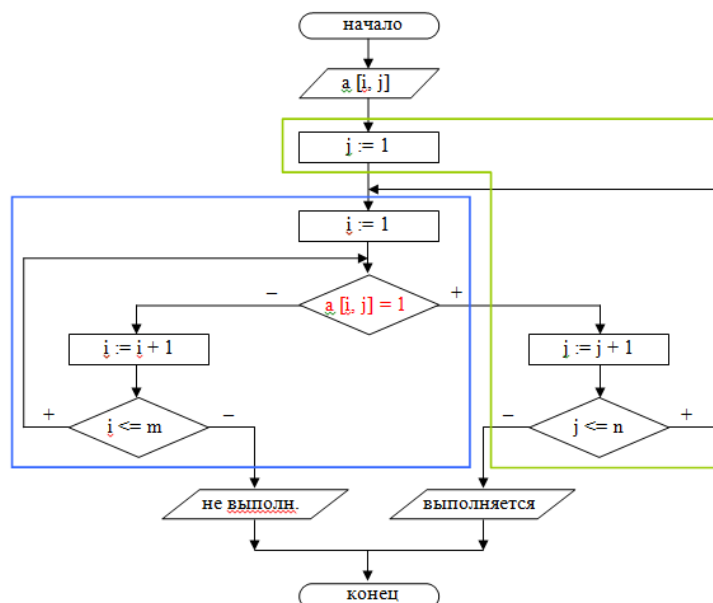 начало
a [i, j]
j := 1
i := 1
−
a [i, j] = 1
+
i := i + 1
j := j + 1
+
i <= m
−
−
j <= n
+
не выполн.
выполняется
конец